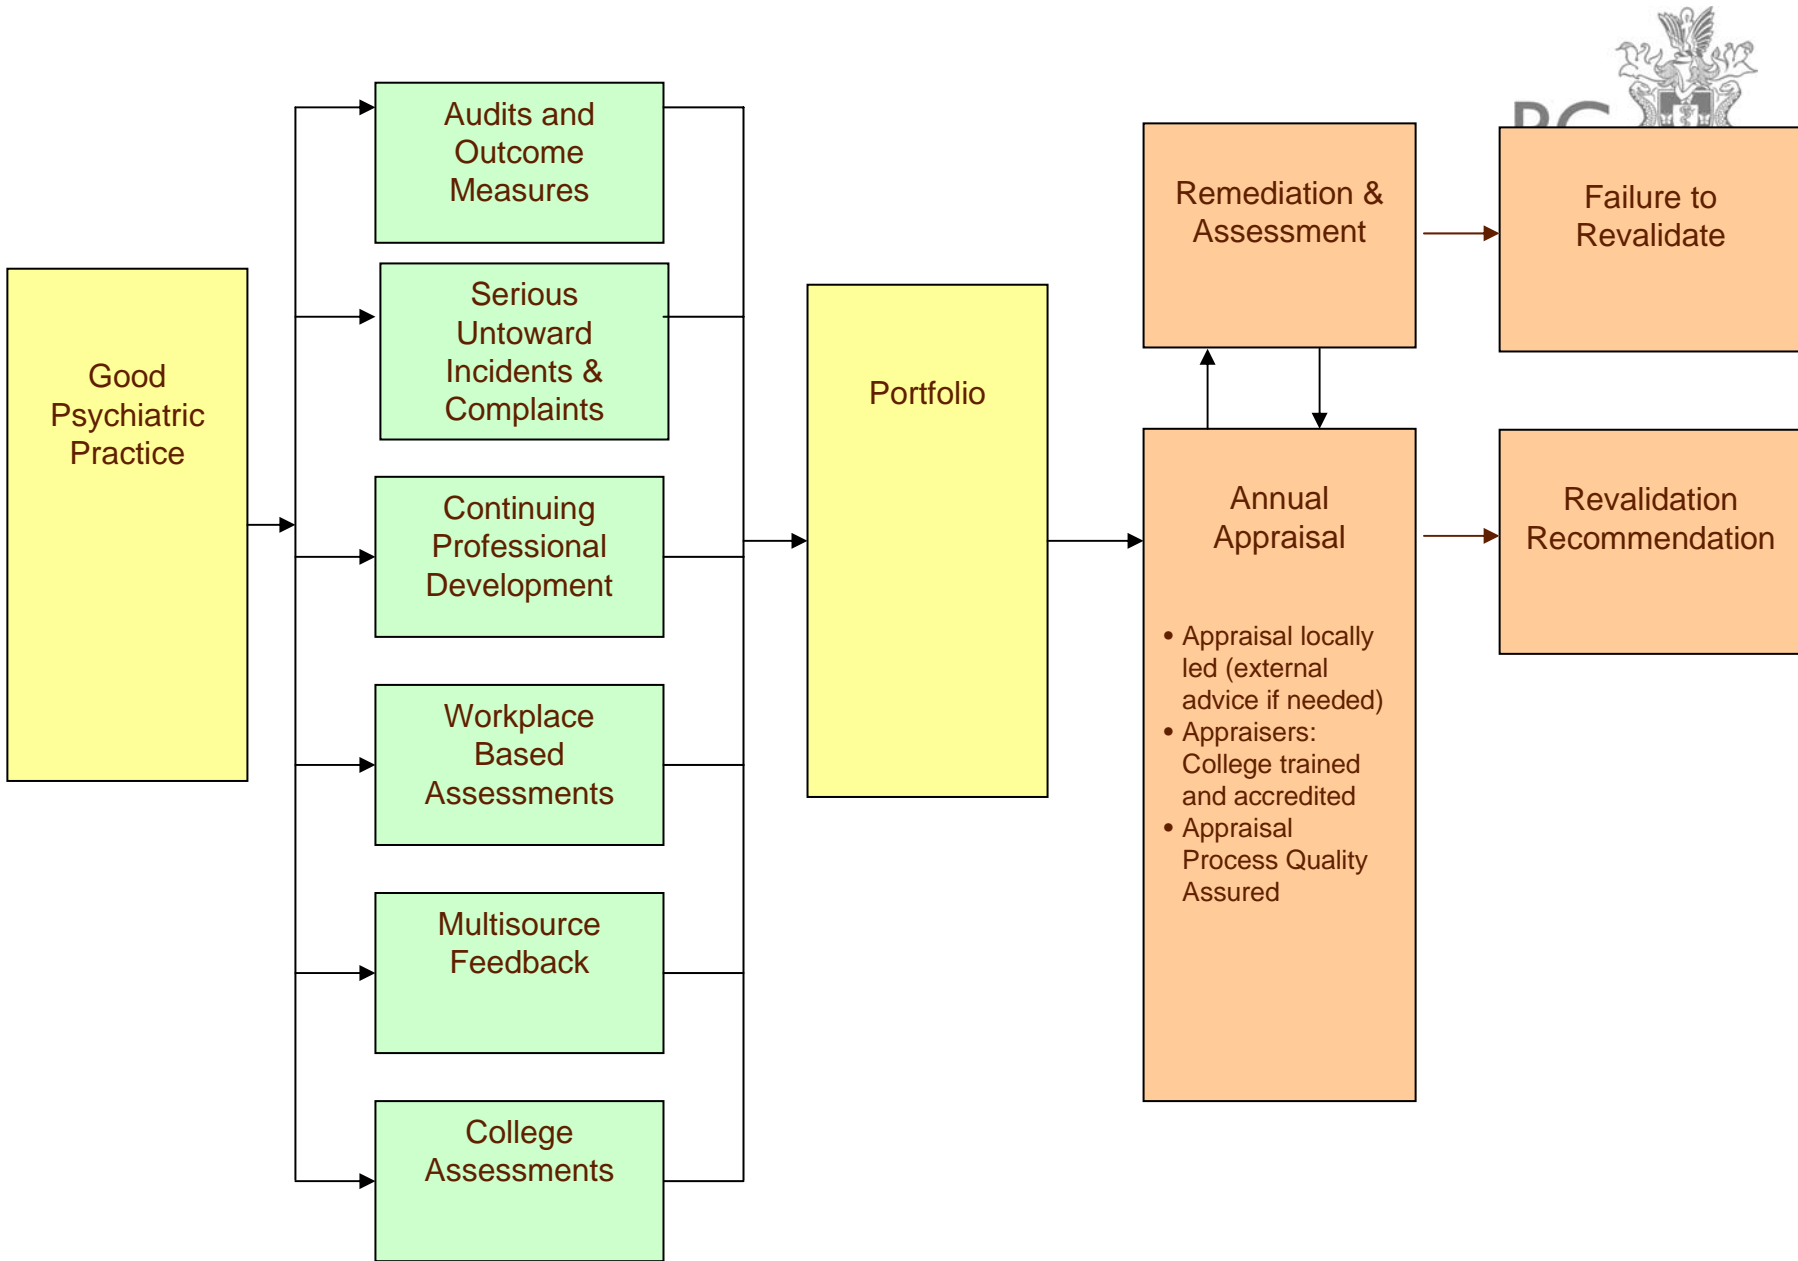 Good
Psychiatric
Practice
Audits and
Outcome
Measures
Serious
Untoward
Incidents &
Complaints
Continuing
Professional
Development
Workplace
Based
Assessments
Multisource
Feedback
College
Assessments
Portfolio
Remediation &
Assessment
Annual
Appraisal
• Appraisal locally
led (external
advice if needed)
• Appraisers:
College trained
and accredited
• Appraisal
Process Quality
Assured
Failure to
Revalidate
Revalidation
Recommendation